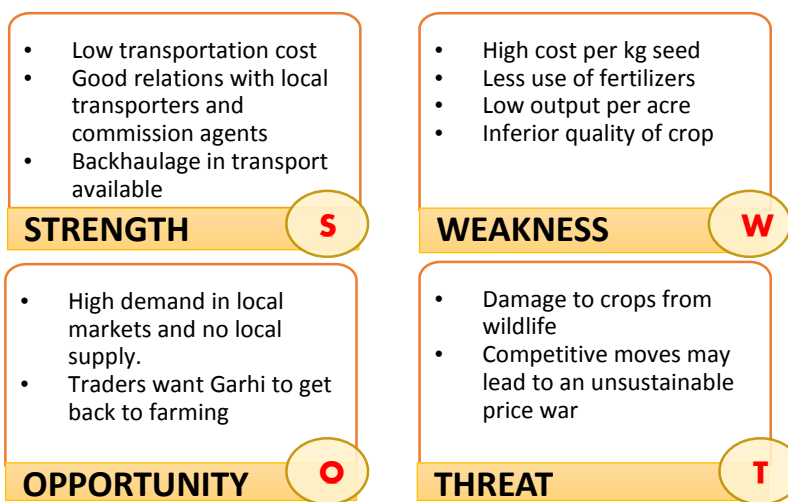 • Low transportation cost
• Good relations with local
transporters and
commission agents
• Backhaulage in transport
available
STRENGTH S
• High cost per kg seed
• Less use of fertilizers
• Low output per acre
• Inferior quality of crop
WEAKNESS W
• High demand in local
markets and no local
supply.
• Traders want Garhi to get
back to farming
OPPORTUNITY O
• Damage to crops from
wildlife
• Competitive moves may
lead to an unsustainable
price war
THREAT T